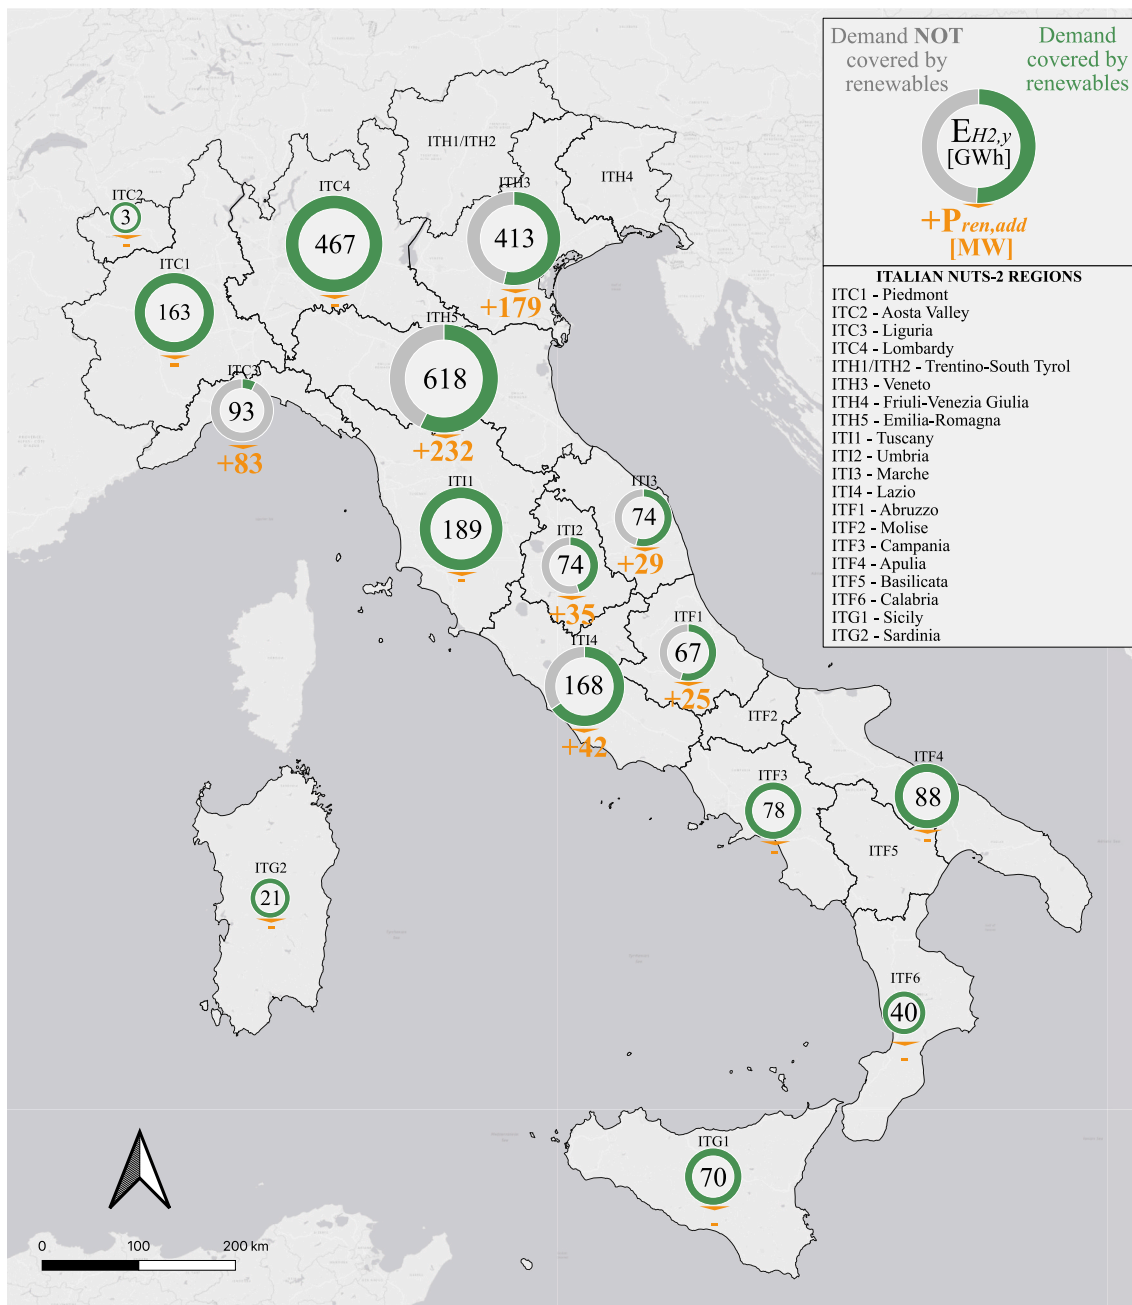 Demand NOT
covered by
renewables
Demand
covered by
renewables
EH2,y
[GWh]
+Pren,add
[MW]
ITALIAN NUTS-2 REGIONS
ITC1 - Piedmont
ITC2 - Aosta Valley
ITC3 - Liguria
ITC4 - Lombardy
ITH1/ITH2 - Trentino-South Tyrol
ITH3 - Veneto
ITH4 - Friuli-Venezia Giulia
ITH5 - Emilia-Romagna
ITI1 - Tuscany
ITI2 - Umbria
ITI3 - Marche
ITI4 - Lazio
ITF1 - Abruzzo
ITF2 - Molise
ITF3 - Campania
ITF4 - Apulia
ITF5 - Basilicata
ITF6 - Calabria
ITG1 - Sicily
ITG2 - Sardinia
ITH1/ITH2
ITH4
ITC2
3
-
ITC4
467
-
ITH3
413
+179
ITC1
163
-
ITH5
618
+232
ITC3
93
+83
ITI1
189
-
ITI3
74
+29
ITI2
74
+35
ITF1
67
+25
ITI4
168
+42
ITF2
ITF3
78
-
ITF4
88
-
ITF5
ITG2
21
-
ITF6
40
-
ITG1
70
-
0 100 200 km